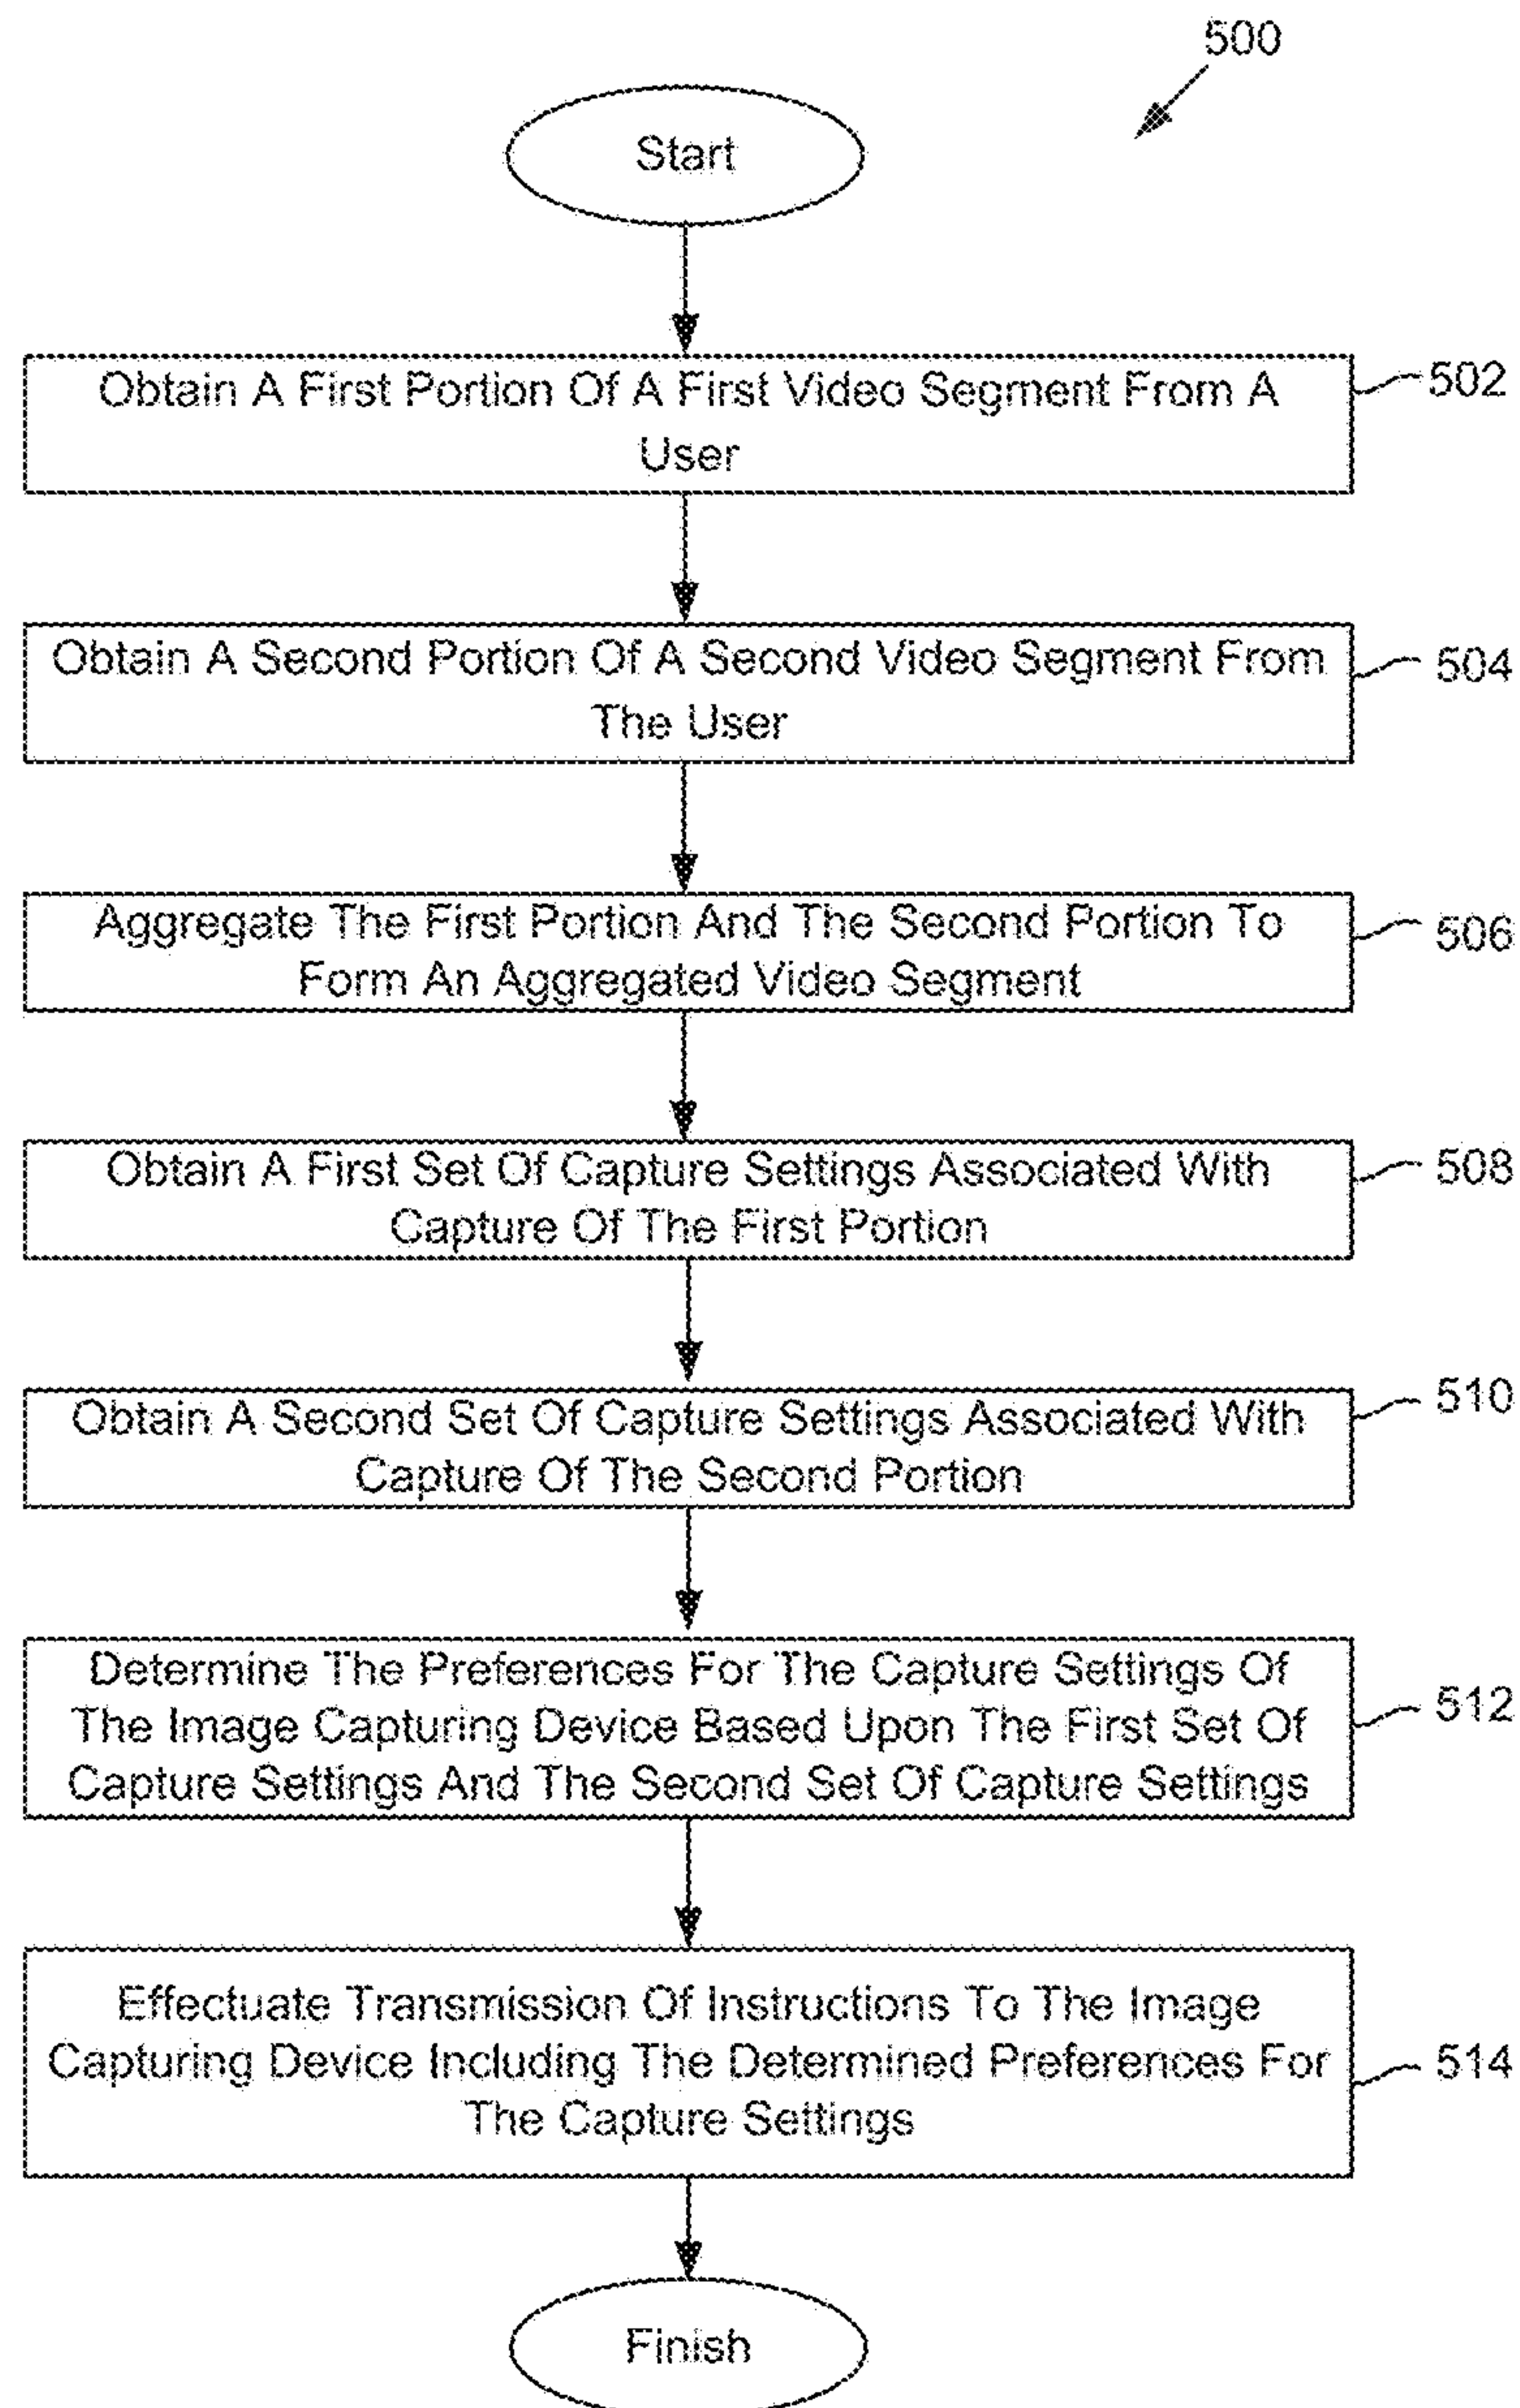 500
Start
Obtain A First Portion Of A First Video Segment From A
User
502
Obtain A Second Portion Of A Second Video Segment From
The User
504
Aggregate The First Portion And The Second Portion To
Form An Aggregated Video Segment
506
Obtain A First Set Of Capture Settings Associated With
Capture Of The First Portion
508
Obtain A Second Set Of Capture Settings Associated With
Capture Of The Second Portion
510
Determine The Preferences For The Capture Settings Of
The Image Capturing Device Based Upon The First Set Of
Capture Settings And The Second Set Of Capture Settings
512
Effectuate Transmission Of Instructions To The Image
Capturing Device Including The Determined Preferences For
The Capture Settings
514
Finish